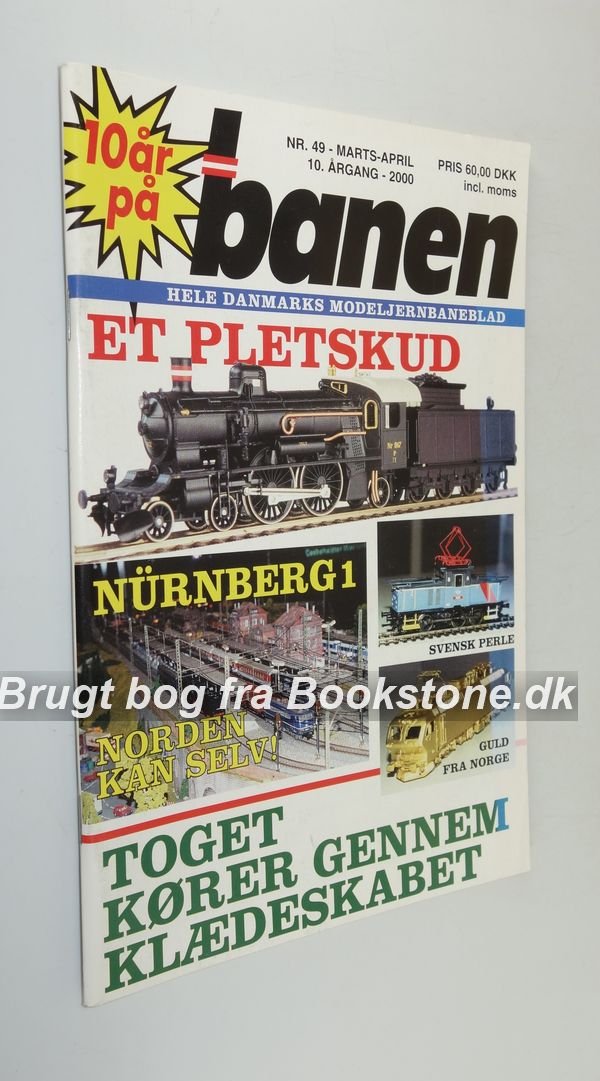 10 år
på
banen
NR. 49 - MARTS-APRIL
10. ÅRGANG - 2000
PRIS 60,00 DKK
incl. moms
HELE DANMARKS MODELJERNBANEBLAD
ET PLETSKUD
Nr 917
P
NÜRNBERG 1
NORDEN
KAN SELV!
SVENSK PERLE
Brugt bog fra Bookstone.dk
GULD
FRA NORGE
TOGET
KØRER GENNEM
KLÆDESKABET